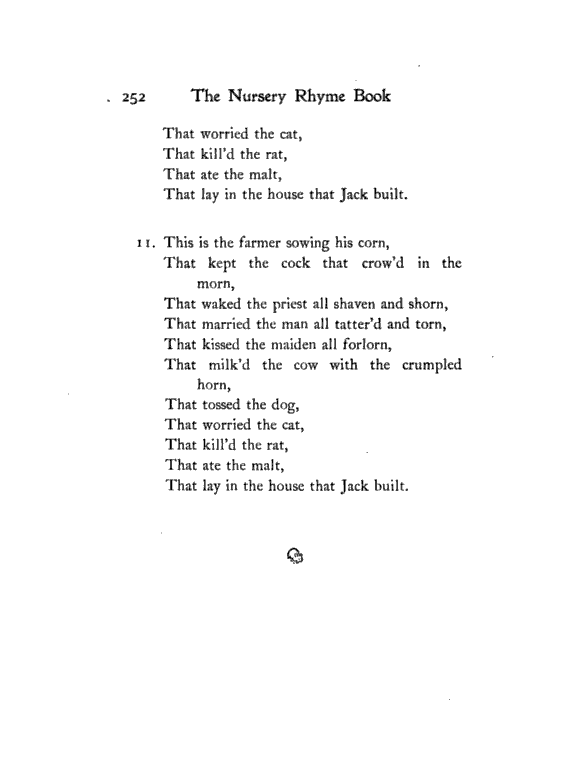 252 The Nursery Rhyme Book
That worried the cat,
That kill'd the rat,
That ate the malt,
That lay in the house that Jack built.
11. This is the farmer sowing his corn,
That kept the cock that crow'd in the
morn,
That waked the priest all shaven and shorn,
That married the man all tatter'd and torn,
That kissed the maiden all forlorn,
That milk'd the cow with the crumpled
horn,
That tossed the dog,
That worried the cat,
That kill'd the rat,
That ate the malt,
That lay in the house that Jack built.